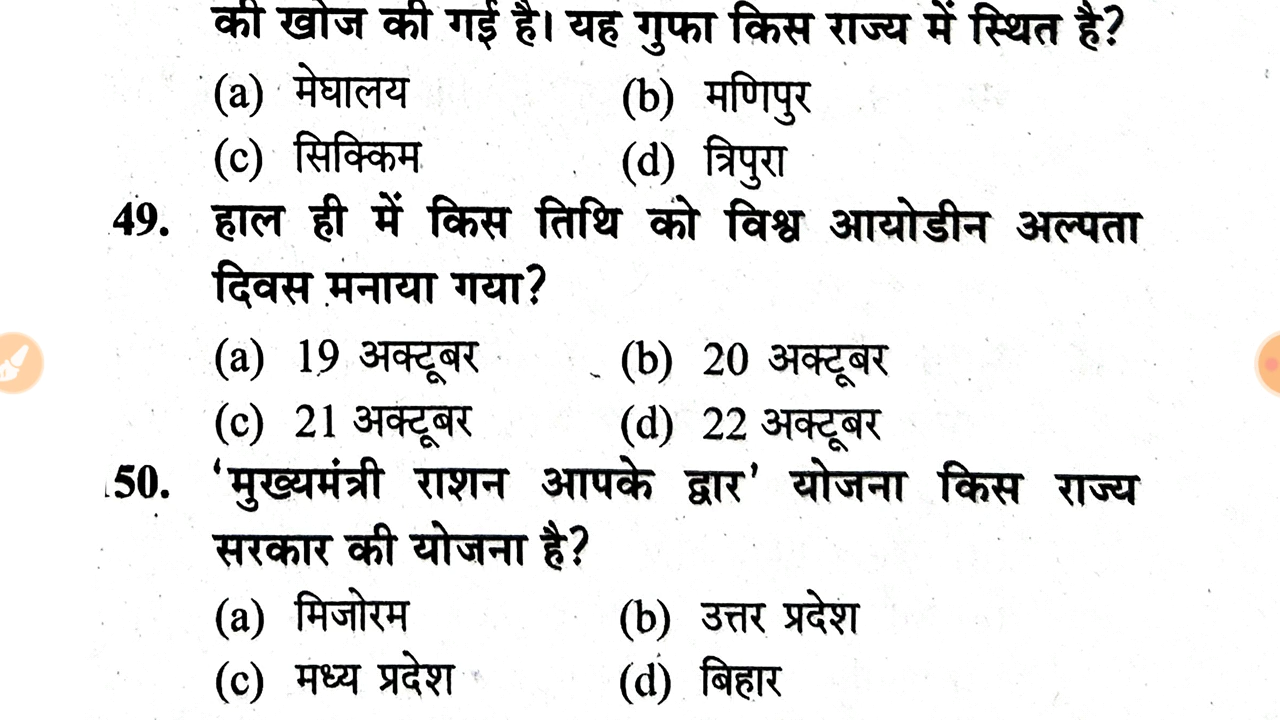 की खोज की गई है। यह गुफा किस राज्य में स्थित है?
(a) मेघालय (b) मणिपुर
(c) सिक्किम (d) त्रिपुरा
49. हाल ही में किस तिथि को विश्व आयोडीन अल्पता
दिवस मनाया गया?
(a) 19 अक्टूबर (b) 20 अक्टूबर
(c) 21 अक्टूबर (d) 22 अक्टूबर
50. ‘मुख्यमंत्री राशन आपके द्वार’ योजना किस राज्य
सरकार की योजना है?
(a) मिजोरम (b) उत्तर प्रदेश
(c) मध्य प्रदेश (d) बिहार